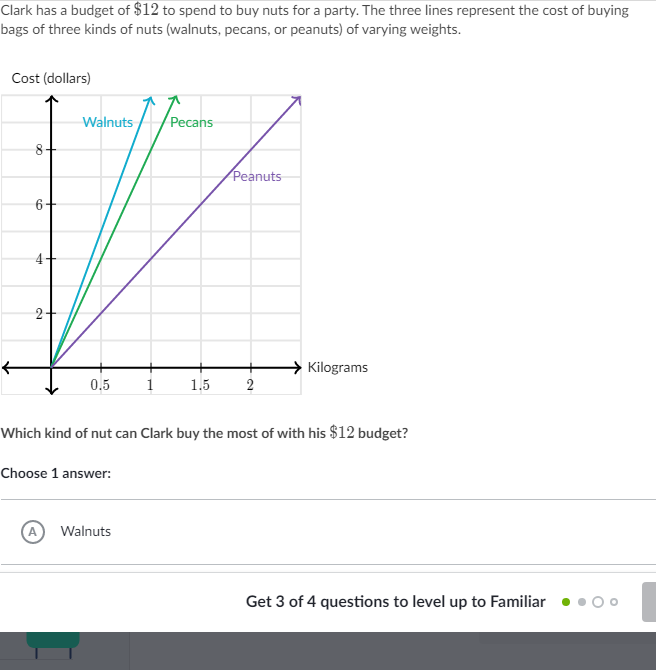 Clark has a budget of $12 to spend to buy nuts for a party. The three lines represent the cost of buying
bags of three kinds of nuts (walnuts, pecans, or peanuts) of varying weights.
Cost (dollars)
Walnuts
Pecans
8
Peanuts
6
4
2
Kilograms
0.5 1 1.5 2
Which kind of nut can Clark buy the most of with his $12 budget?
Choose 1 answer:
A Walnuts
Get 3 of 4 questions to level up to Familiar